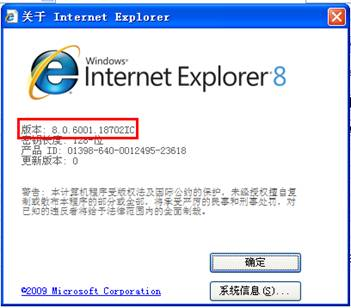 关于 Internet Explorer
Windows®
Internet Explorer 8
版本: 8.0.6001.18702IC
密钥长度: 128-位
产品 ID: 01398-640-0012495-23618
更新版本: 0
警告: 本计算机程序受版权法及国际公约的保护，未经授权擅自复
制或散布本程序的部分或全部，将承受严厉的民事和刑事处罚，对
已知的违反者将给予法律范围内的全面制裁。
确定
©2009 Microsoft Corporation
系统信息(S)...